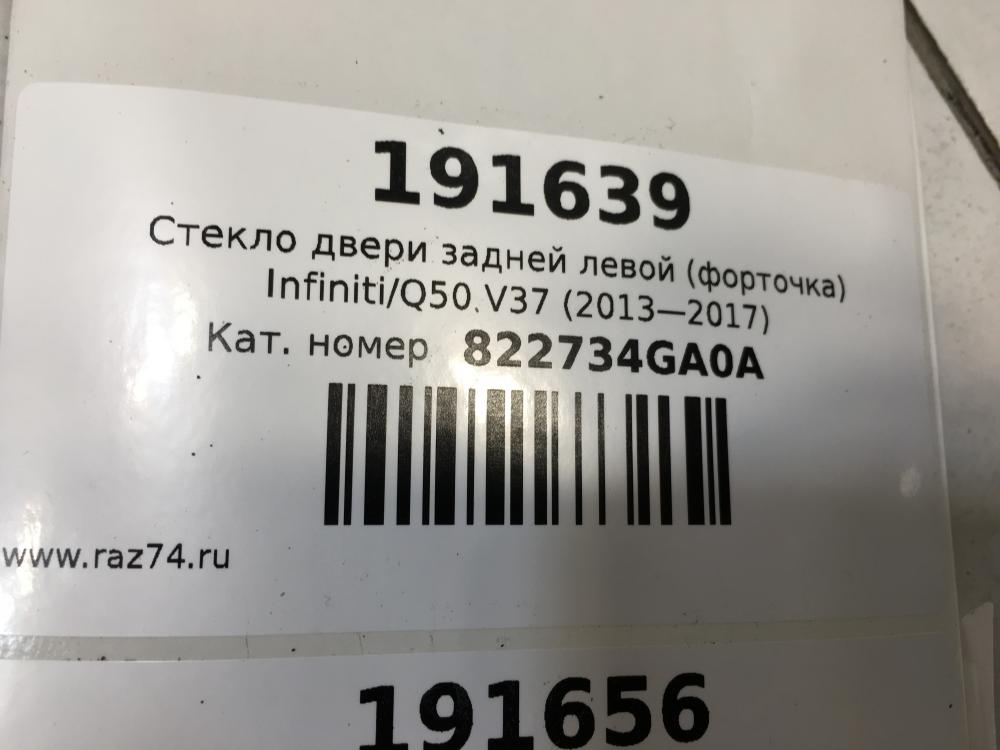 191639
Стекло двери задней левой (форточка)
Infiniti/Q50 V37 (2013—2017)
Кат. номер 822734GA0A
www.raz74.ru
191656